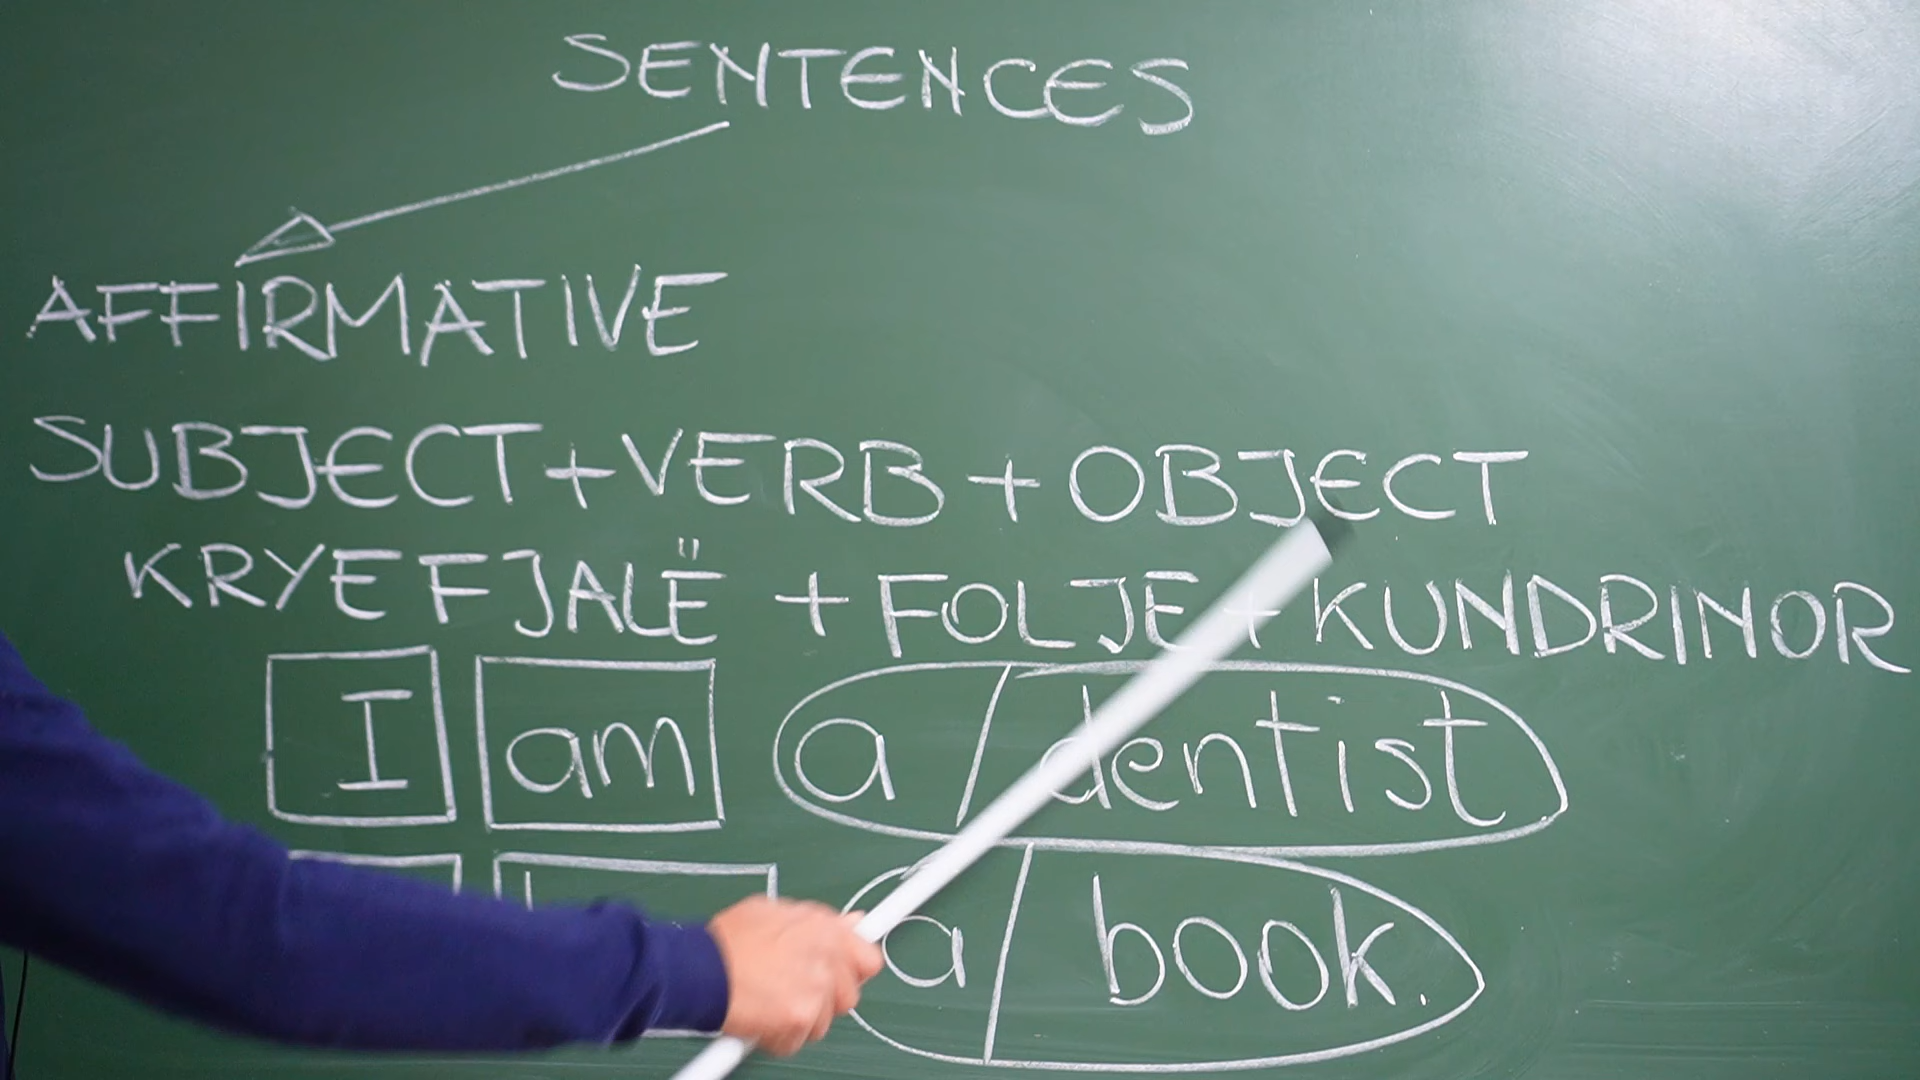 SENTENCES
AFFIRMATIVE
SUBJECT + VERB + OBJECT
KRYEFJALË + FOLJE + KUNDRINOR
I am a / dentist
a / book.